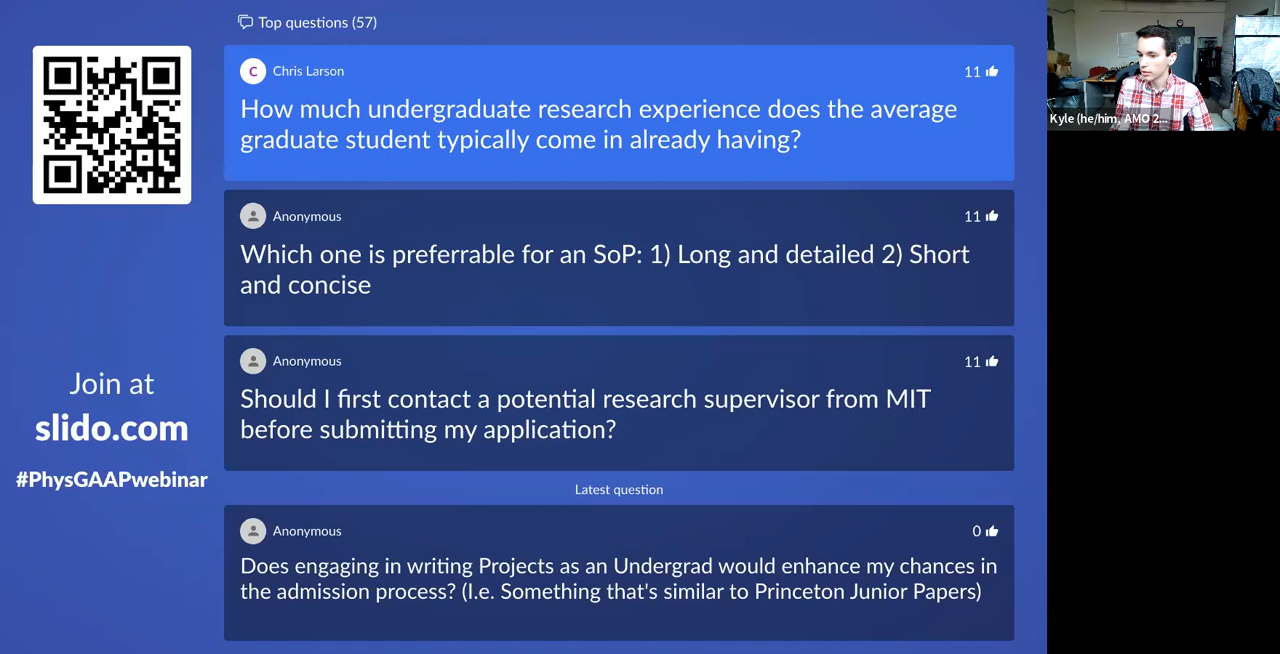 Top questions (57)
C Chris Larson 11
How much undergraduate research experience does the average
graduate student typically come in already having?
Anonymous 11
Which one is preferrable for an SoP: 1) Long and detailed 2) Short
and concise
Anonymous 11
Should I first contact a potential research supervisor from MIT
before submitting my application?
Latest question
Anonymous 0
Does engaging in writing Projects as an Undergrad would enhance my chances in
the admission process? (I.e. Something that's similar to Princeton Junior Papers)
Join at
slido.com
#PhysGAAPwebinar
Kyle (he/him, AMO 2...